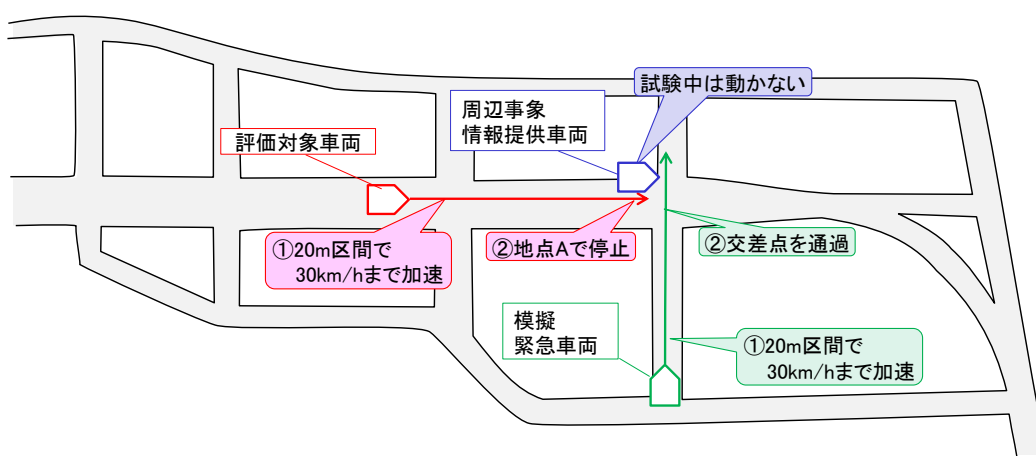 試験中は動かない
周辺事象
情報提供車両
評価対象車両
①20m区間で
30km/hまで加速
②地点Aで停止
②交差点を通過
模擬
緊急車両
①20m区間で
30km/hまで加速